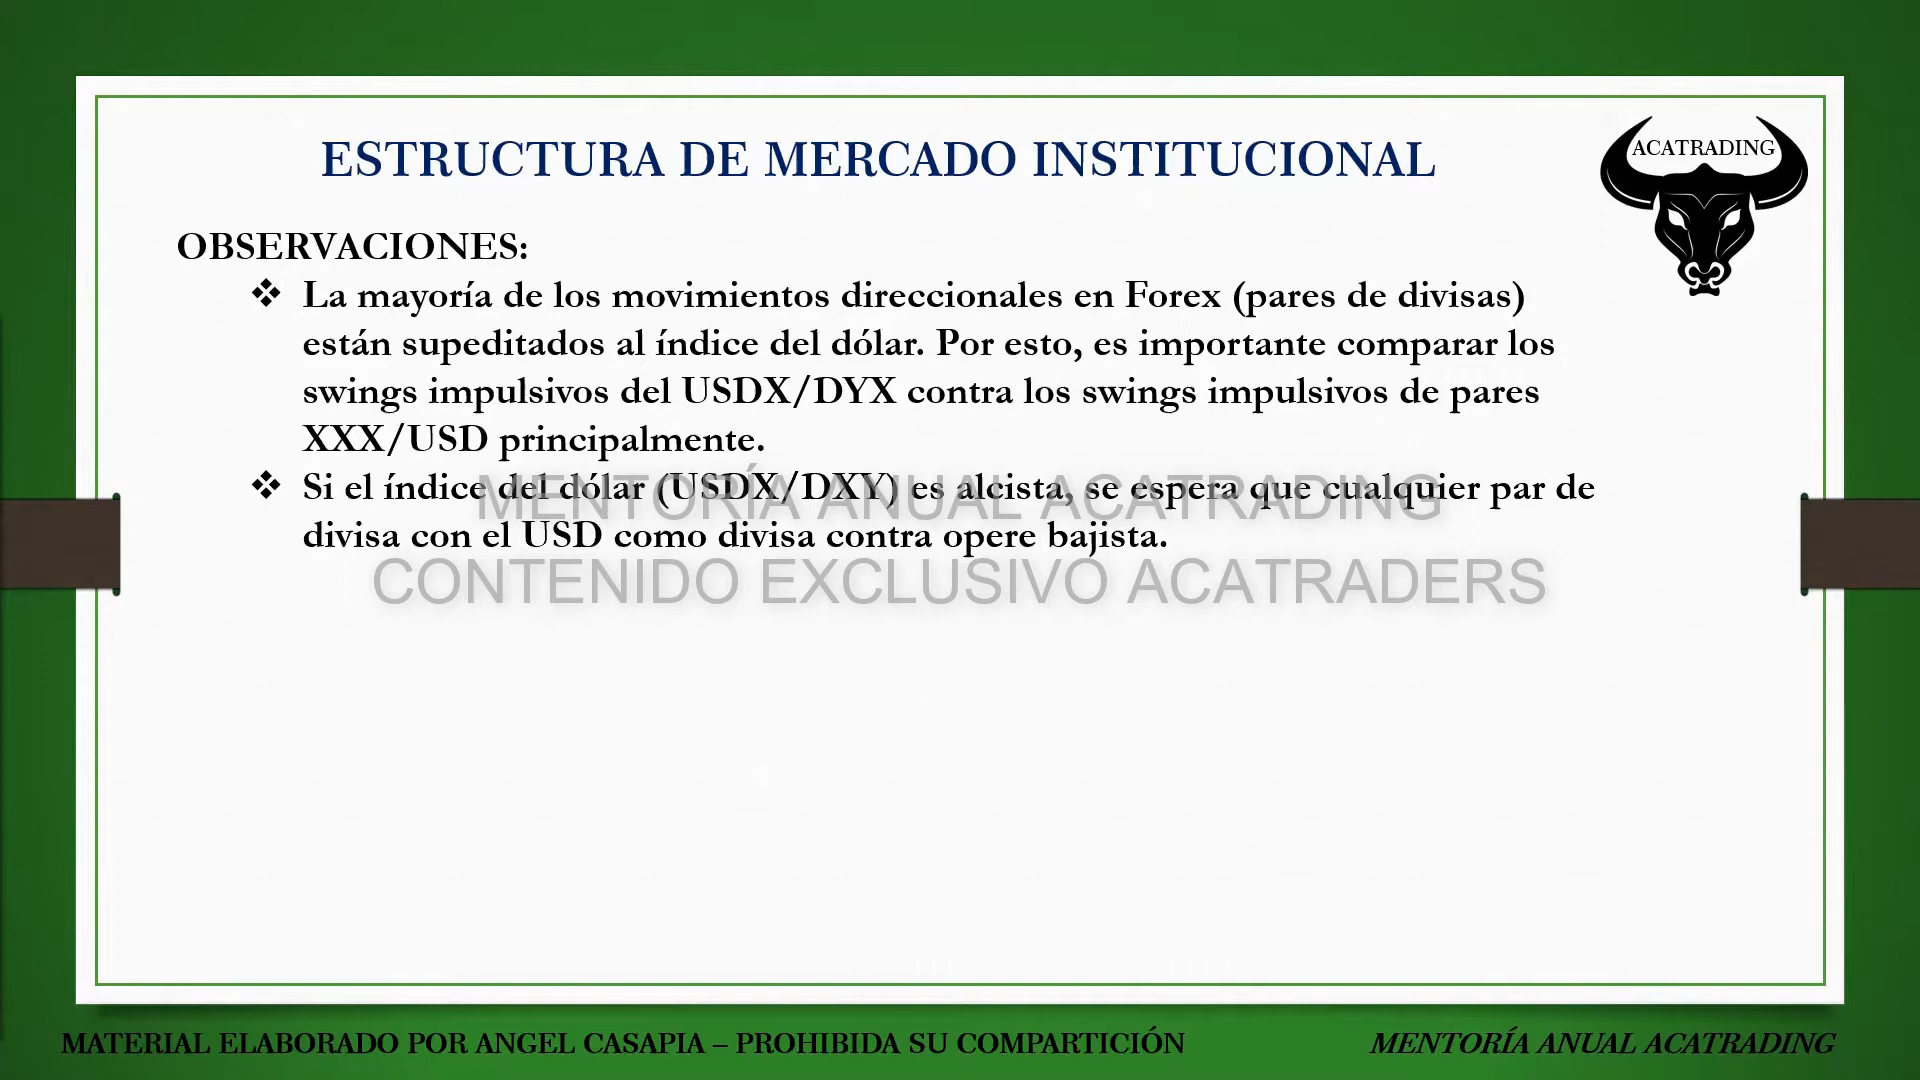 ESTRUCTURA DE MERCADO INSTITUCIONAL
ACATRADING
OBSERVACIONES:
❖ La mayoría de los movimientos direccionales en Forex (pares de divisas)
están supeditados al índice del dólar. Por esto, es importante comparar los
swings impulsivos del USDX/DYX contra los swings impulsivos de pares
XXX/USD principalmente.
❖ Si el índice del dólar (USDX/DXY) es alcista, se espera que cualquier par de
divisa con el USD como divisa contra opere bajista.
MENTORÍA ANUAL ACATRADING
CONTENIDO EXCLUSIVO ACATRADERS
MATERIAL ELABORADO POR ANGEL CASAPIA – PROHIBIDA SU COMPARTICIÓN
MENTORÍA ANUAL ACATRADING